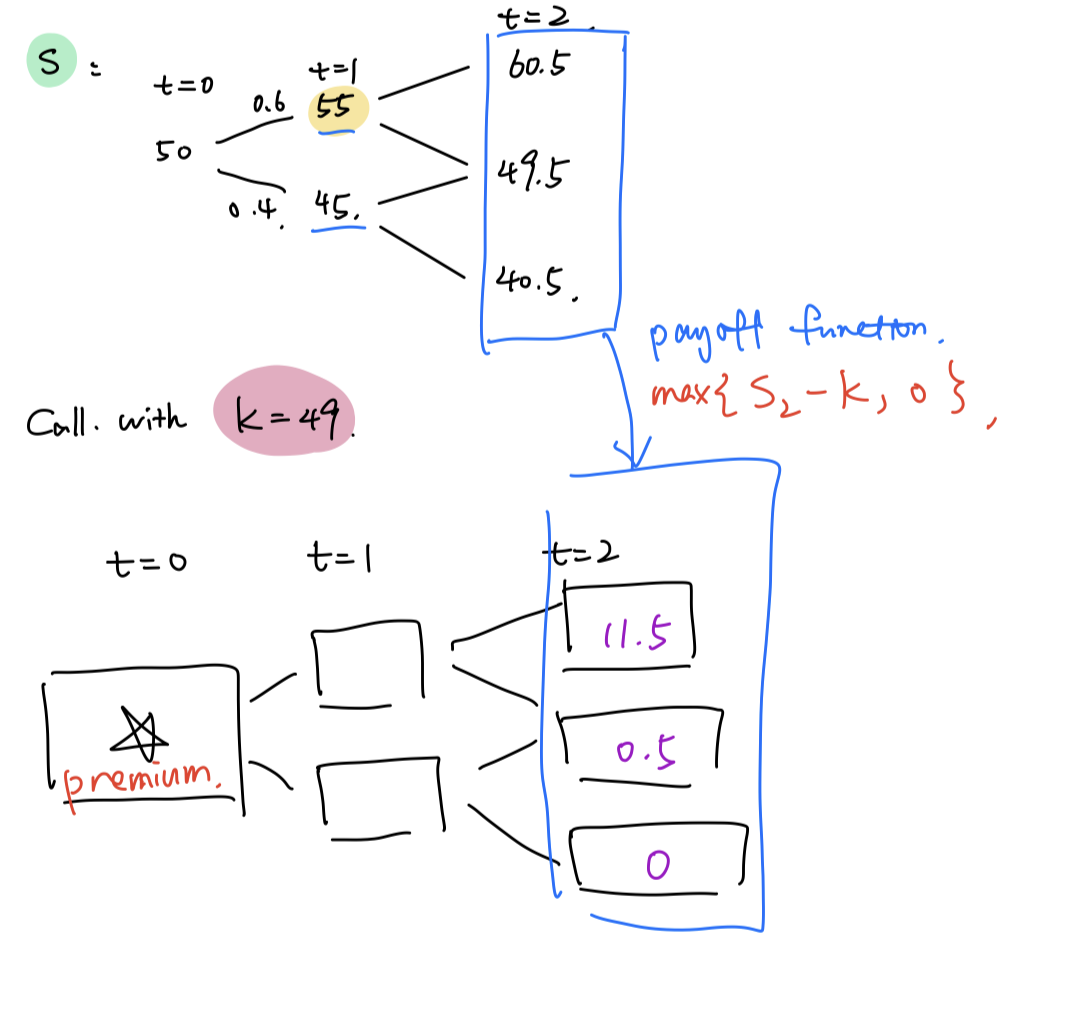 t=2.
S :
t=0
t=1
60.5
0.6
55
50
49.5
0.4.
45.
40.5.
payoff function.
max{ S₂ - k, 0 },
Call. with k = 49.
t=0
t=1
t=2
11.5
premium.
0.5
0